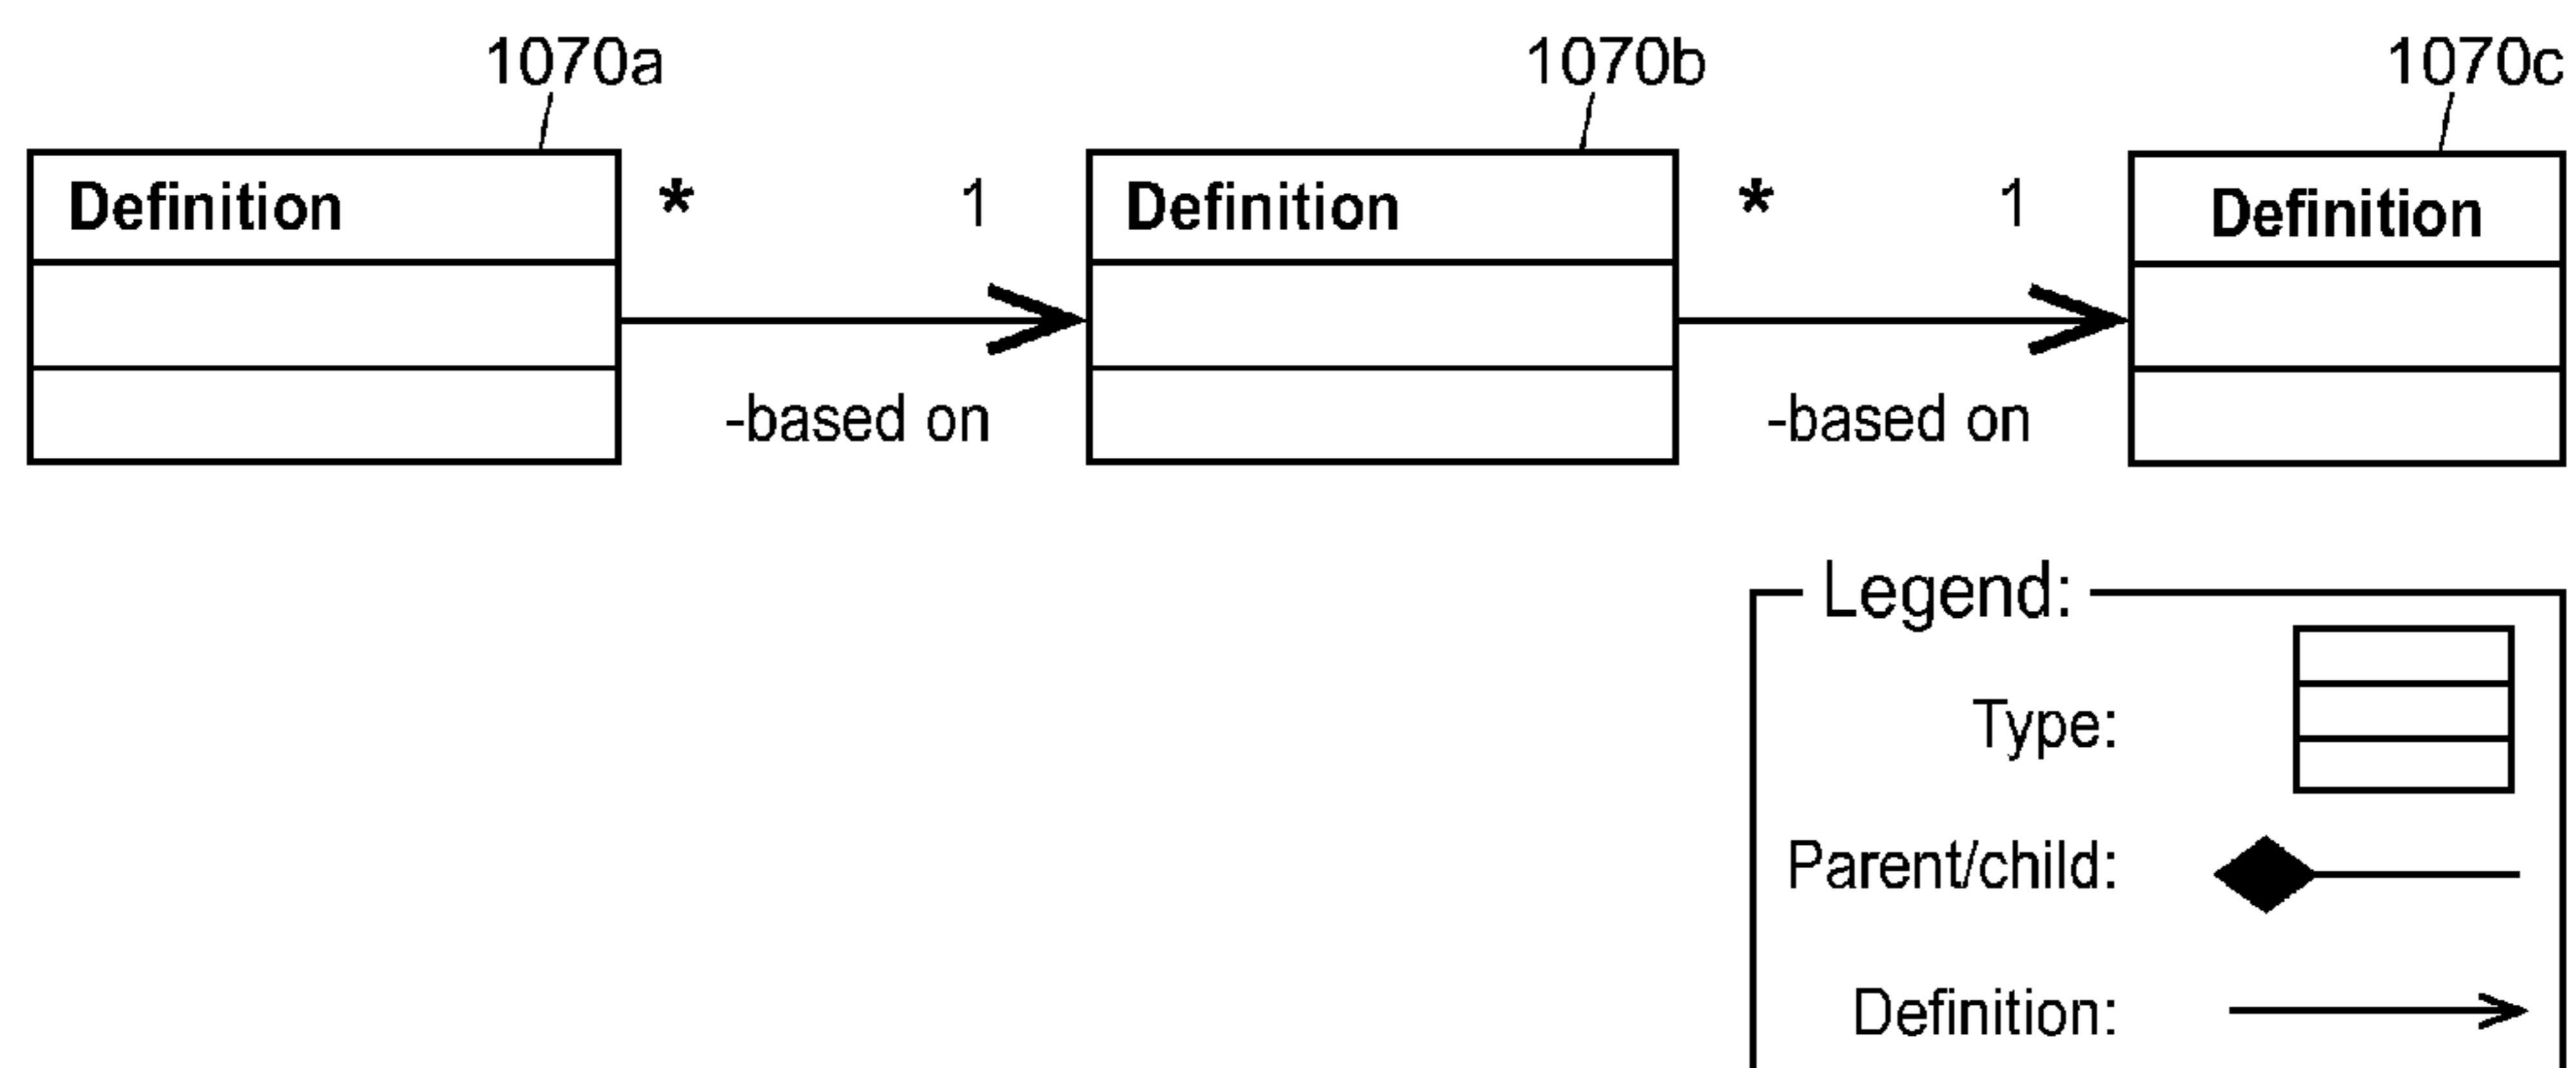 1070a 1070b 1070c
Definition * 1 Definition * 1 Definition
-based on -based on
Legend:
Type:
Parent/child:
Definition: